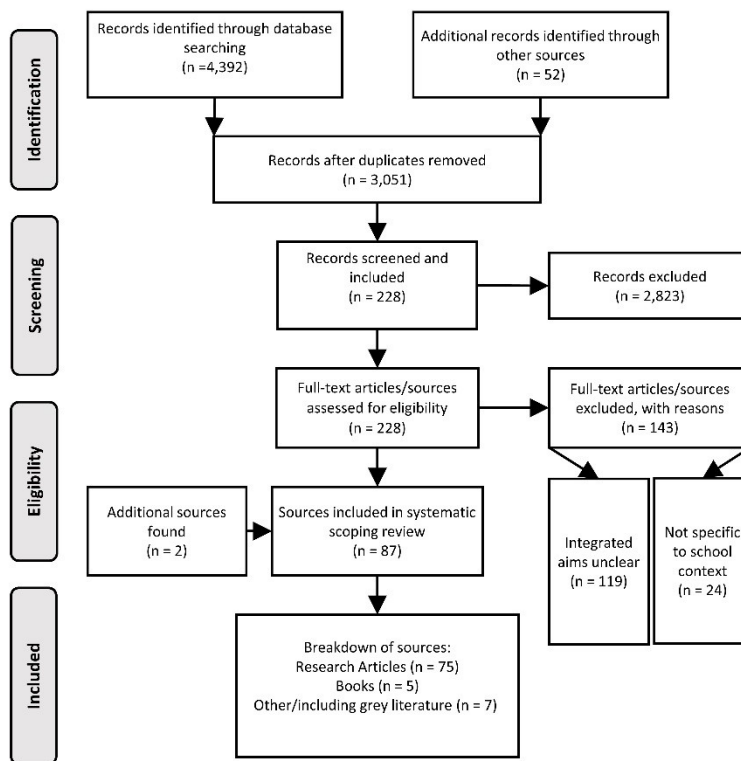 Identification
Records identified through database
searching
(n =4,392)
Additional records identified through
other sources
(n = 52)
Records after duplicates removed
(n = 3,051)
Screening
Records screened and
included
(n = 228)
Records excluded
(n = 2,823)
Eligibility
Full-text articles/sources
assessed for eligibility
(n = 228)
Full-text articles/sources
excluded, with reasons
(n = 143)
Additional sources
found
(n = 2)
Sources included in systematic
scoping review
(n = 87)
Integrated
aims unclear
(n = 119)
Not specific
to school
context
(n = 24)
Included
Breakdown of sources:
Research Articles (n = 75)
Books (n = 5)
Other/including grey literature (n = 7)